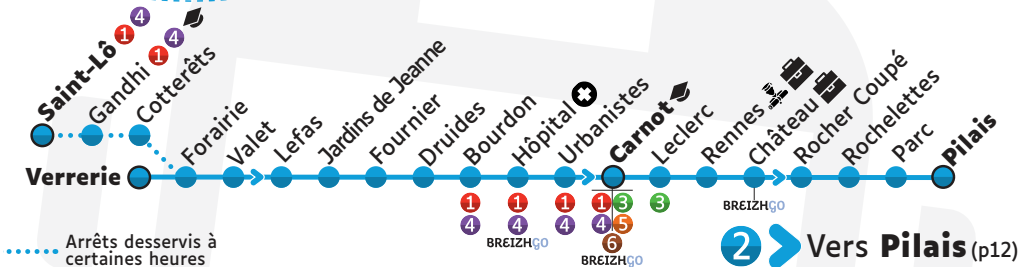 4
1
4
1
Saint-Lô
Gandhi
Cotterêts
Forairie
Valet
Lefas
Jardins de Jeanne
Fournier
Druides
Bourdon
Hôpital
Urbanistes
Carnot
Leclerc
Rennes
Château
Rocher Coupé
Rochelettes
Parc
Pilais
Verrerie
1 1 1 1 3 3
4 4 4 4 5
6
BREIZHGO
BREIZHGO
BREIZHGO
Arrêts desservis à
certaines heures
2 Vers Pilais (p12)